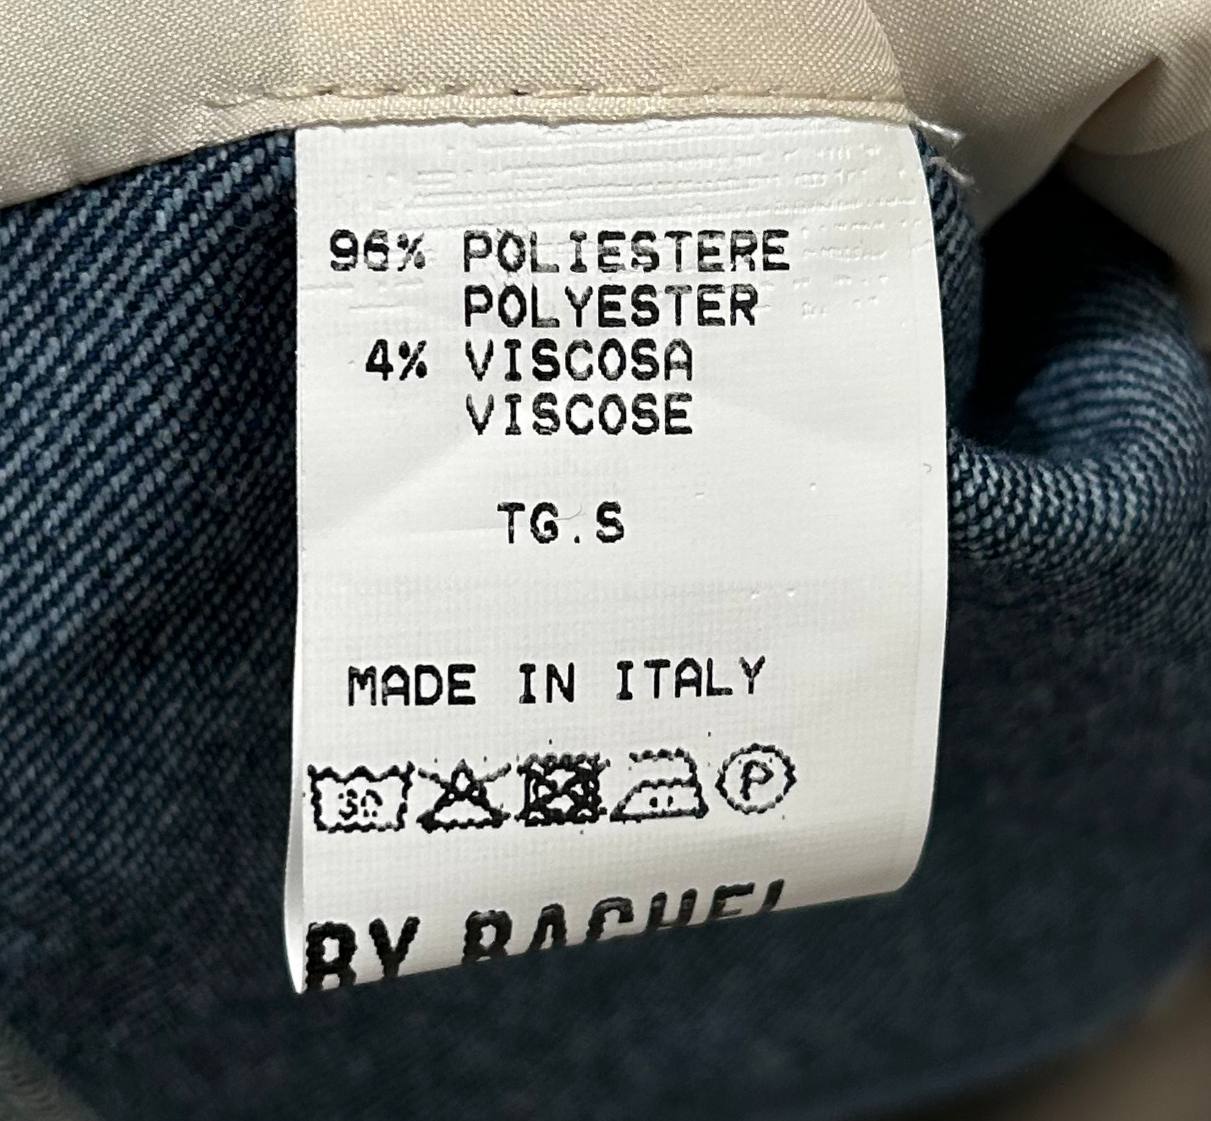 96% POLIESTERE
POLYESTER
4% VISCOSA
VISCOSE
TG.S
MADE IN ITALY
30 P
BY RACHEL